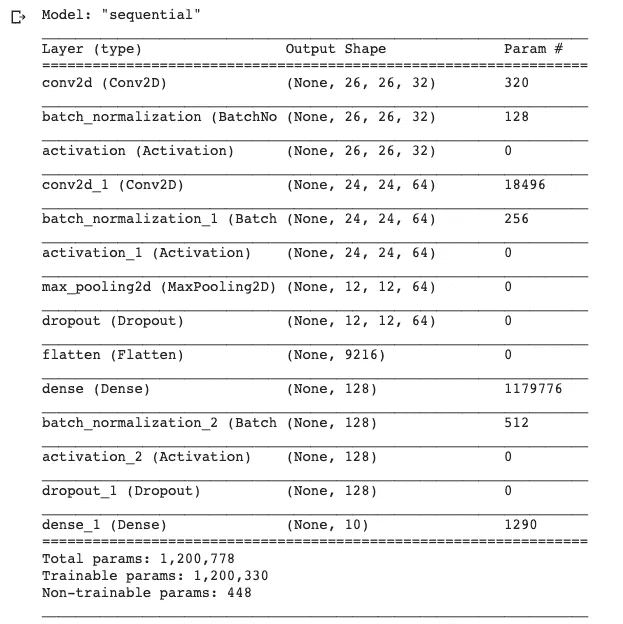 Model: "sequential"
Layer (type) Output Shape Param #
conv2d (Conv2D) (None, 26, 26, 32) 320
batch_normalization (BatchNo (None, 26, 26, 32) 128
activation (Activation) (None, 26, 26, 32) 0
conv2d_1 (Conv2D) (None, 24, 24, 64) 18496
batch_normalization_1 (Batch (None, 24, 24, 64) 256
activation_1 (Activation) (None, 24, 24, 64) 0
max_pooling2d (MaxPooling2D) (None, 12, 12, 64) 0
dropout (Dropout) (None, 12, 12, 64) 0
flatten (Flatten) (None, 9216) 0
dense (Dense) (None, 128) 1179776
batch_normalization_2 (Batch (None, 128) 512
activation_2 (Activation) (None, 128) 0
dropout_1 (Dropout) (None, 128) 0
dense_1 (Dense) (None, 10) 1290
Total params: 1,200,778
Trainable params: 1,200,330
Non-trainable params: 448